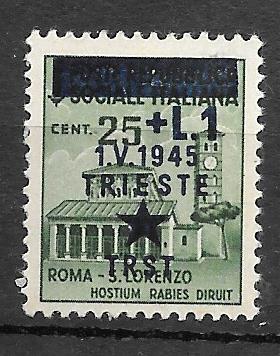 SOCIALE ITALIANA
CENT. 25 +L.1
1.V.1945
TRIESTE
TRST
ROMA - S. LORENZO
HOSTIUM RABIES DIRUIT